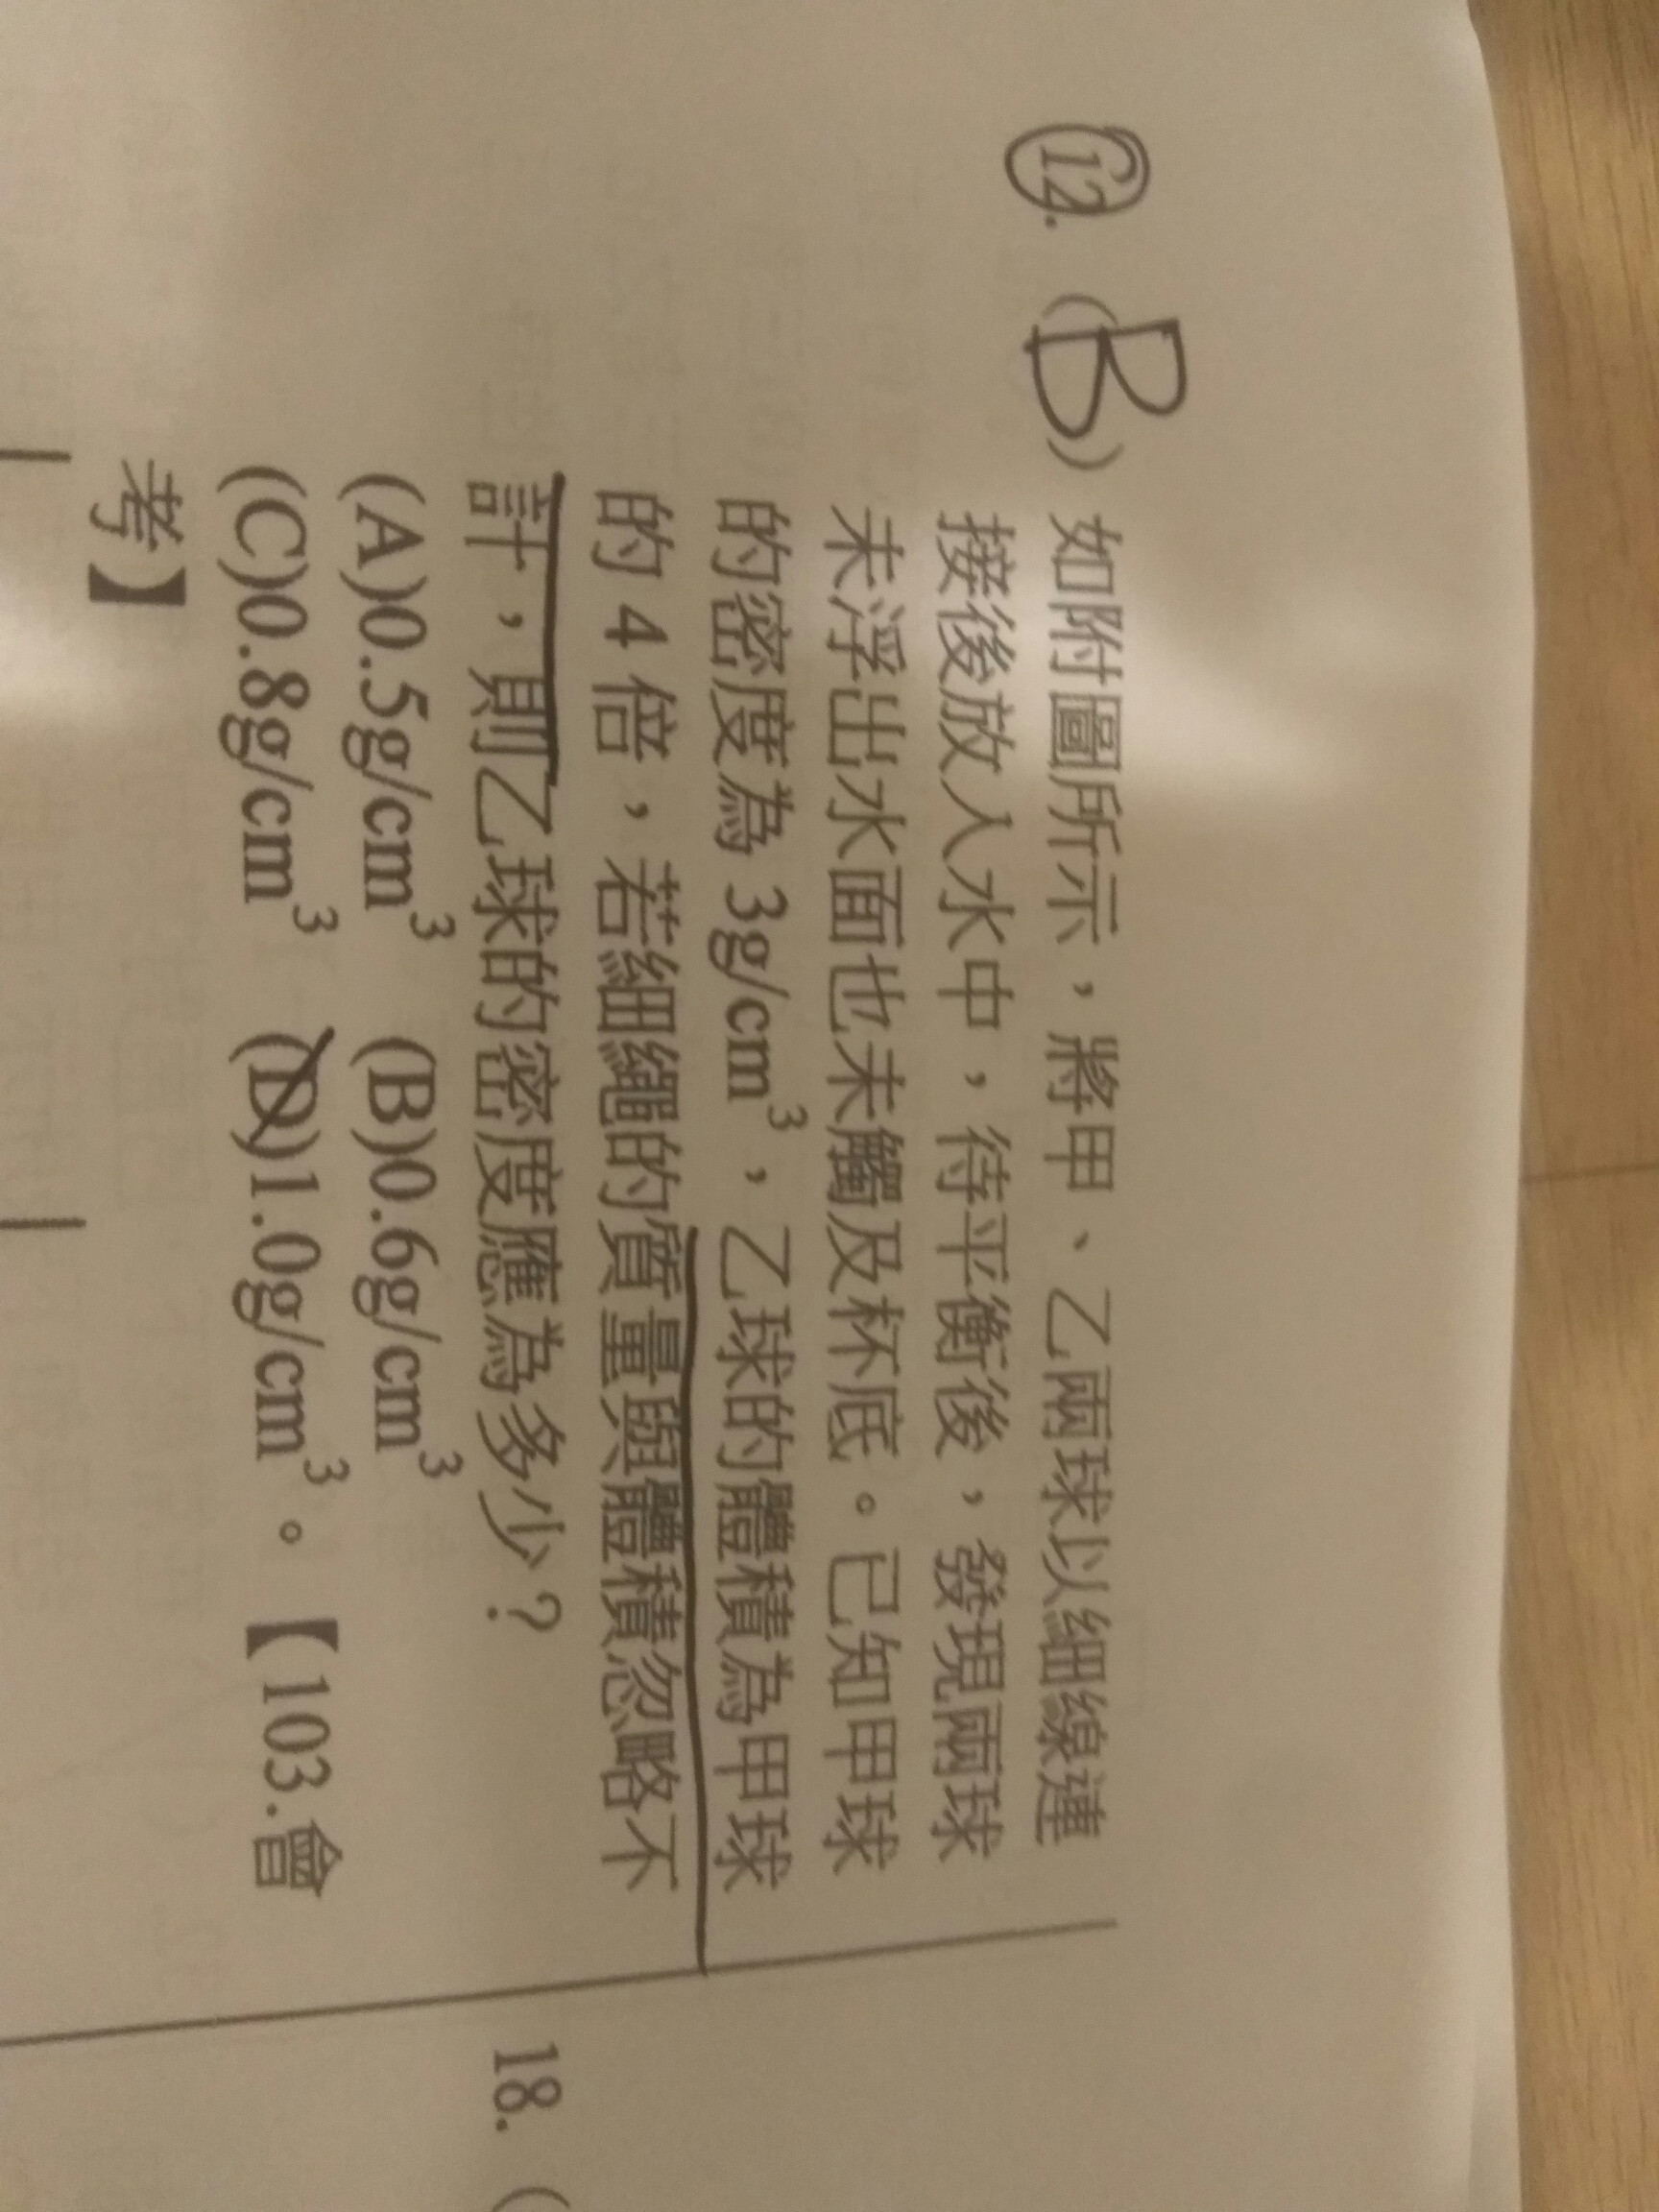 12. (B) 如附圖所示，將甲、乙兩球以細線連
接後放入水中，待平衡後，發現兩球
未浮出水面也未觸及杯底。已知甲球
的密度為 3g/cm³，乙球的體積為甲球
的 4 倍，若細繩的質量與體積忽略不
計，則乙球的密度應為多少？
(A)0.5g/cm³ (B)0.6g/cm³
(C)0.8g/cm³ (D)1.0g/cm³。【103.會
考】
18. (